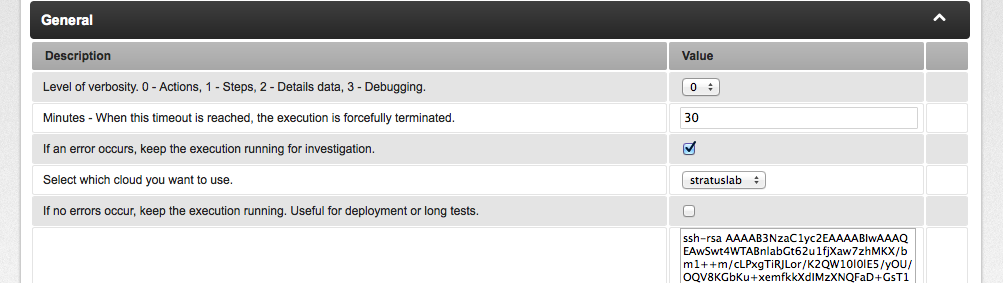 General
Description Value
Level of verbosity. 0 - Actions, 1 - Steps, 2 - Details data, 3 - Debugging. 0
Minutes - When this timeout is reached, the execution is forcefully terminated. 30
If an error occurs, keep the execution running for investigation.
Select which cloud you want to use. stratuslab
If no errors occur, keep the execution running. Useful for deployment or long tests.
ssh-rsa AAAAB3NzaC1yc2EAAAABIwAAAQ
EAwSwt4WTABnlabGt62u1fjXaw7zhMKX/b
m1++m/cLPxgTiRJLor/K2QW10l0lE5/yOU/
OQV8KGbKu+xemfkkXdIMzXNQFaD+GsT1